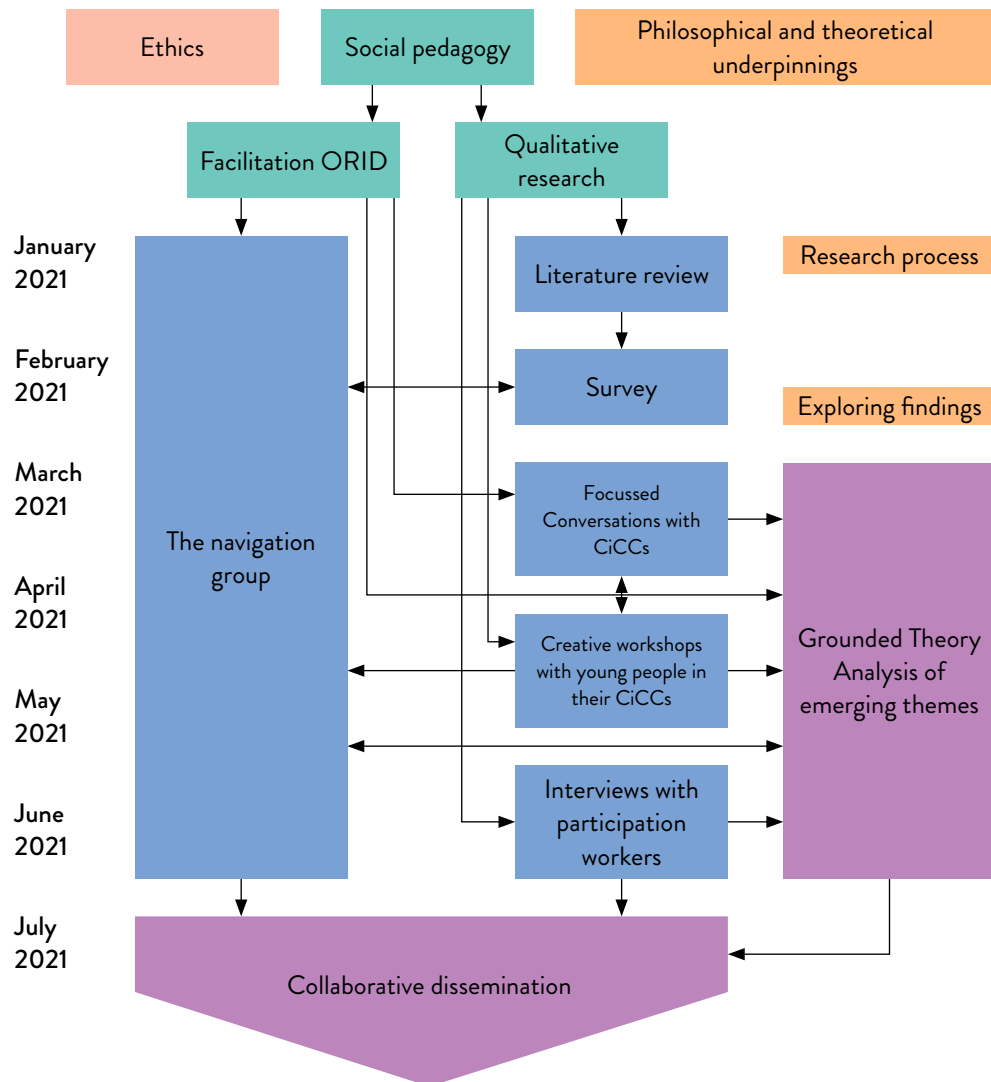 Ethics
Social pedagogy
Philosophical and theoretical
underpinnings
Facilitation ORID
Qualitative
research
January
2021
Literature review
Research process
February
2021
Survey
Exploring findings
March
2021
Focussed
Conversations with
CiCCs
The navigation
group
April
2021
Creative workshops
with young people in
their CiCCs
Grounded Theory
Analysis of
emerging themes
May
2021
Interviews with
participation
workers
June
2021
July
2021
Collaborative dissemination